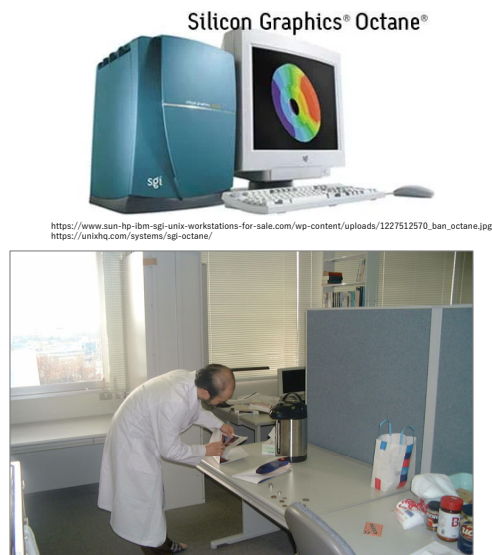 Silicon Graphics® Octane®
sgi
https://www.sun-hp-ibm-sgi-unix-workstations-for-sale.com/wp-content/uploads/1227512570_ban_octane.jpg
https://unixhq.com/systems/sgi-octane/